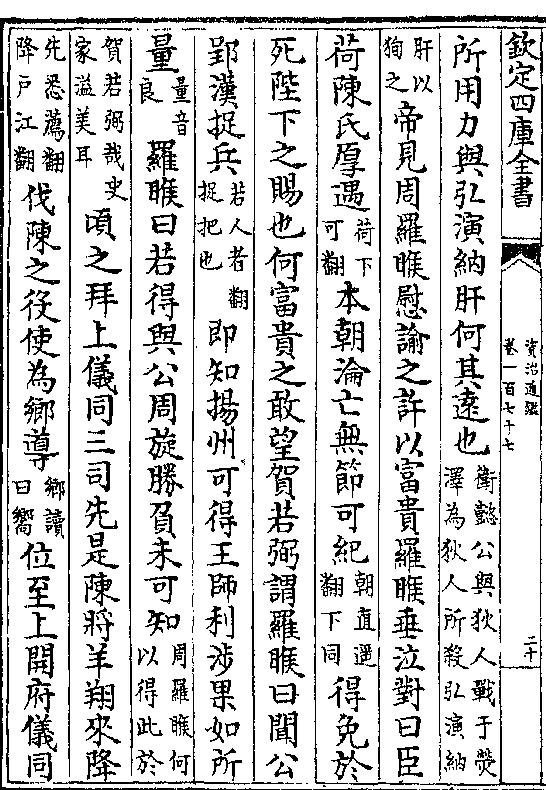 欽定四庫全書
資治通鑑
卷一百七十七
二十
所用力與弘演納肝何其遠也衛懿公與狄人戰于熒澤為狄人所殺弘演納
肝以狥之帝見周羅睺慰諭之許以富貴羅睺垂泣對曰臣
荷陳氏厚遇荷下可翻本朝淪亡無節可紀朝直遥翻下同得免於
死陛下之賜也何富貴之敢望賀若弼謂羅睺曰聞公
郢漢捉兵若人者翻捉把也即知揚州可得王師利涉果如所
量量音良羅睺曰若得與公周旋勝負未可知周羅睺何以得此於
賀若弼哉史家溢美耳頃之拜上儀同三司先是陳將羊翔來降
先悉薦翻降户江翻伐陳之役使為鄉導鄉讀曰嚮位至上開府儀同